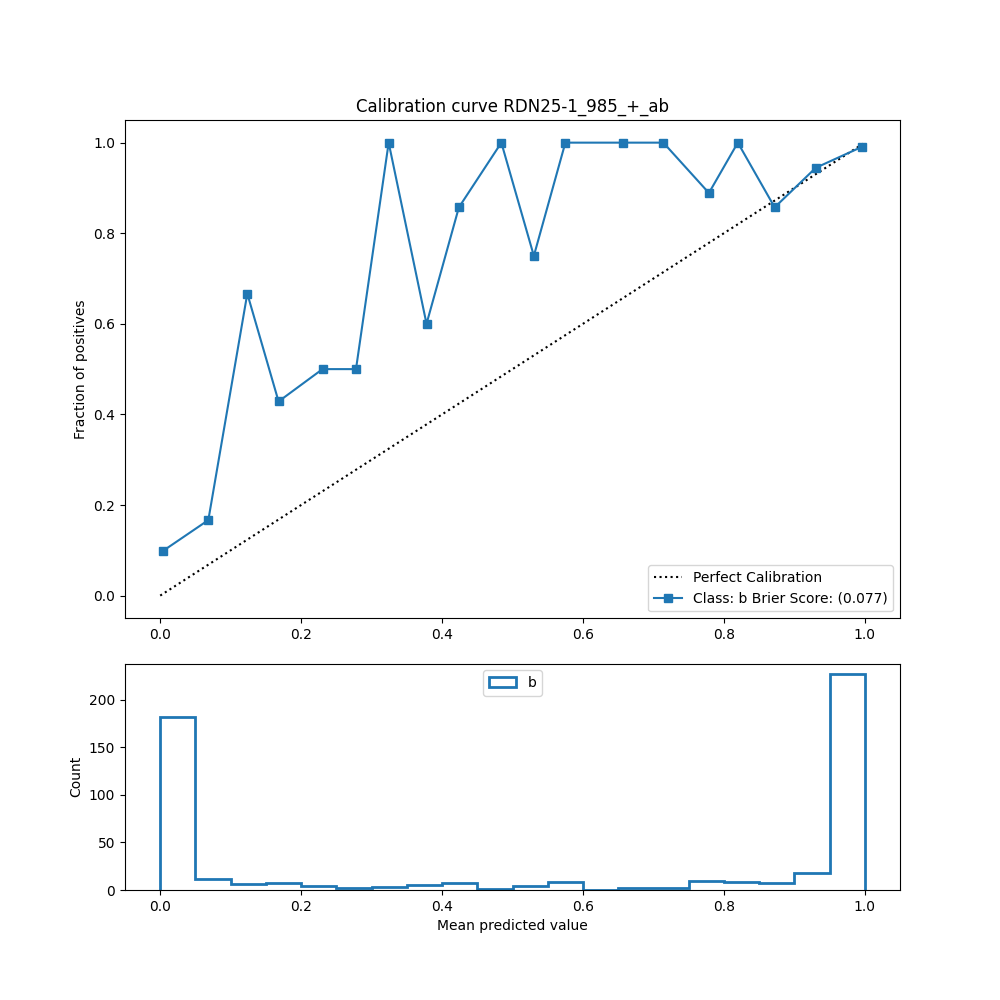 Calibration curve RDN25-1_985_+_ab
1.0
0.8
0.6
0.4
0.2
0.0
Fraction of positives
0.0 0.2 0.4 0.6 0.8 1.0
Perfect Calibration
Class: b Brier Score: (0.077)
b
200
150
100
50
0
Count
0.0 0.2 0.4 0.6 0.8 1.0
Mean predicted value